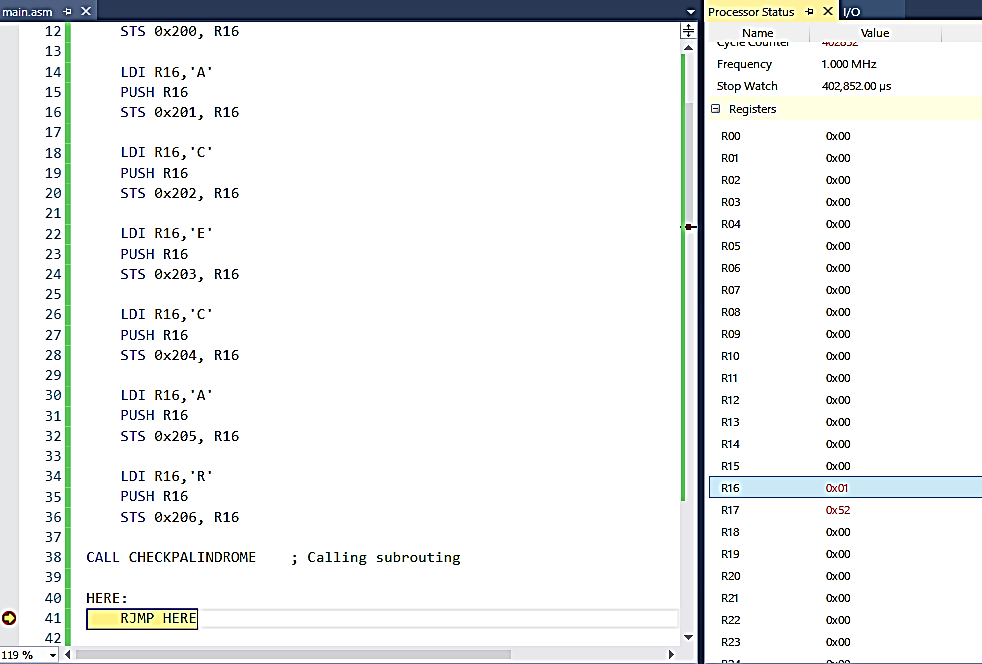 main.asm
12 STS 0x200, R16
13
14 LDI R16,'A'
15 PUSH R16
16 STS 0x201, R16
17
18 LDI R16,'C'
19 PUSH R16
20 STS 0x202, R16
21
22 LDI R16,'E'
23 PUSH R16
24 STS 0x203, R16
25
26 LDI R16,'C'
27 PUSH R16
28 STS 0x204, R16
29
30 LDI R16,'A'
31 PUSH R16
32 STS 0x205, R16
33
34 LDI R16,'R'
35 PUSH R16
36 STS 0x206, R16
37
38 CALL CHECKPALINDROME ; Calling subrouting
39
40 HERE:
41 RJMP HERE
42
119 %
Processor Status I/O
Name Value
Cycle Counter 402852
Frequency 1.000 MHz
Stop Watch 402,852.00 µs
Registers
R00 0x00
R01 0x00
R02 0x00
R03 0x00
R04 0x00
R05 0x00
R06 0x00
R07 0x00
R08 0x00
R09 0x00
R10 0x00
R11 0x00
R12 0x00
R13 0x00
R14 0x00
R15 0x00
R16 0x01
R17 0x52
R18 0x00
R19 0x00
R20 0x00
R21 0x00
R22 0x00
R23 0x00
R24 0x00